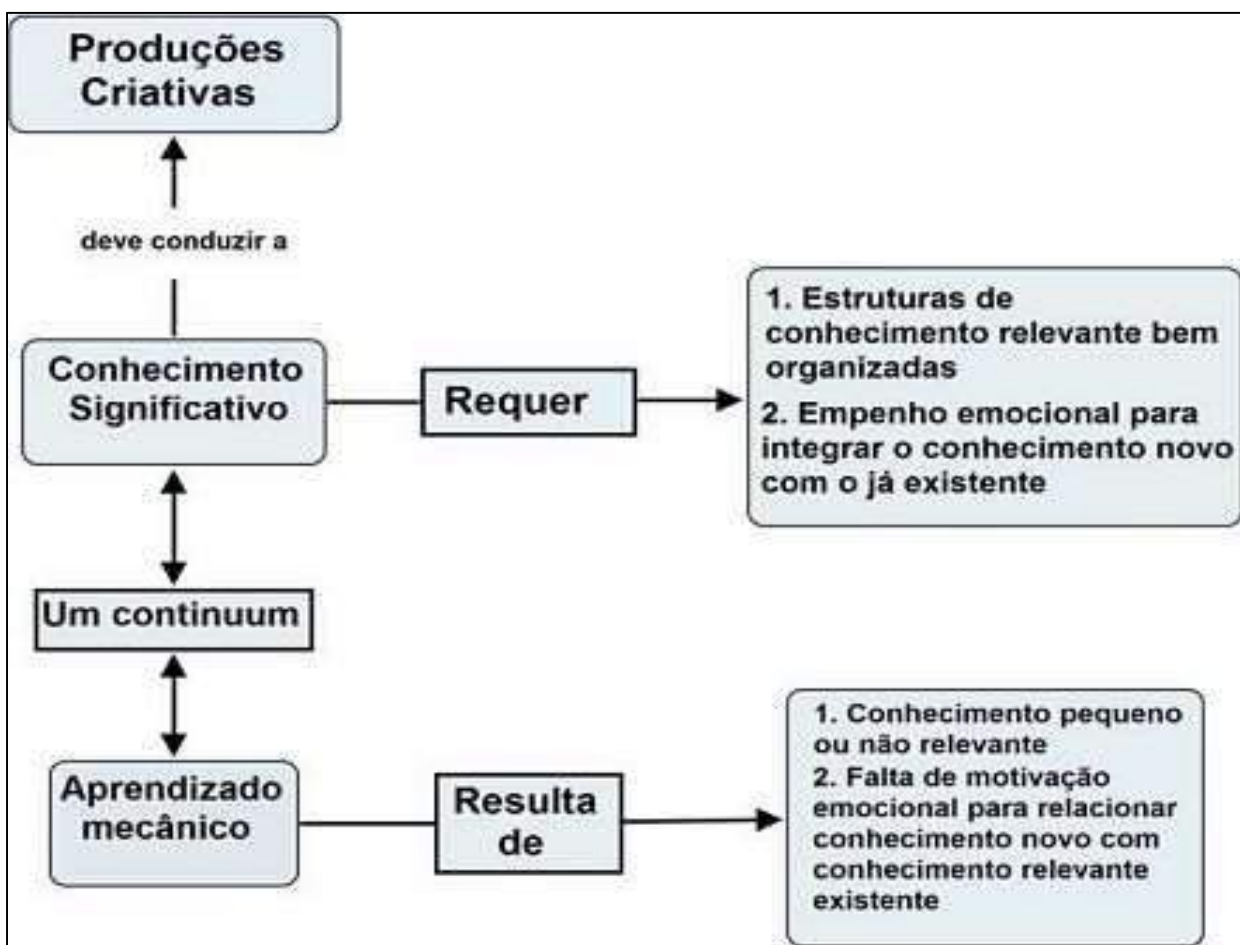 Produções
Criativas
deve conduzir a
Conhecimento
Significativo
Requer
1. Estruturas de
conhecimento relevante bem
organizadas
2. Empenho emocional para
integrar o conhecimento novo
com o já existente
Um continuum
Aprendizado
mecânico
Resulta
de
1. Conhecimento pequeno
ou não relevante
2. Falta de motivação
emocional para relacionar
conhecimento novo com
conhecimento relevante
existente